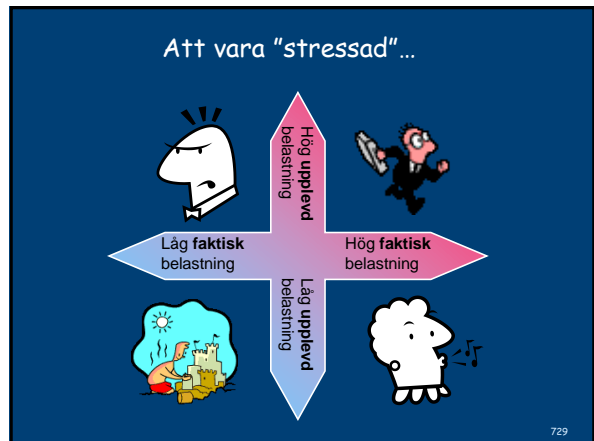 Att vara ”stressad”…
Hög upplevd
belastning
Låg faktisk
belastning
Hög faktisk
belastning
Låg upplevd
belastning
729